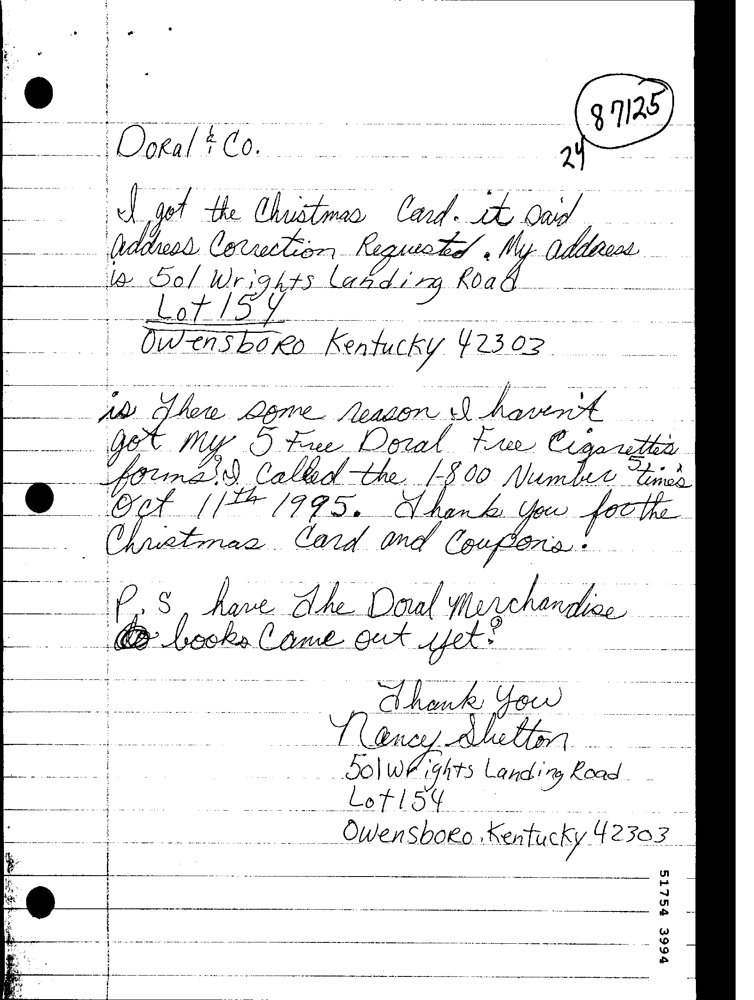 87125
24
Doral & Co.
I got the Christmas Card. it said
address Correction Requested. My address
is 501 Wrights Landing Road
Lot 154
Owensboro Kentucky 42303
is there some reason I haven't
got my 5 Free Doral Free Cigarette's
forms? I Called the 1-800 Number 5 time's
Oct 11th 1995. Thank you for the
Christmas Card and Coupons.
P.S have the Doral Merchandise
books Came out yet?
Thank You
Nancy Shelton
501 Wrights Landing Road
Lot 154
Owensboro, Kentucky 42303
51754 3994